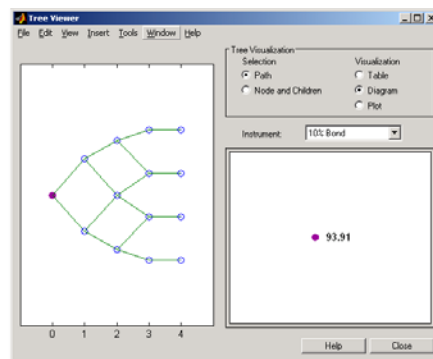 Tree Viewer
File Edit View Insert Tools Window Help
Tree Visualization
Selection
Visualization
Path
Table
Node and Children
Diagram
Plot
Instrument:
10% Bond
93.91
0 1 2 3 4
Help
Close